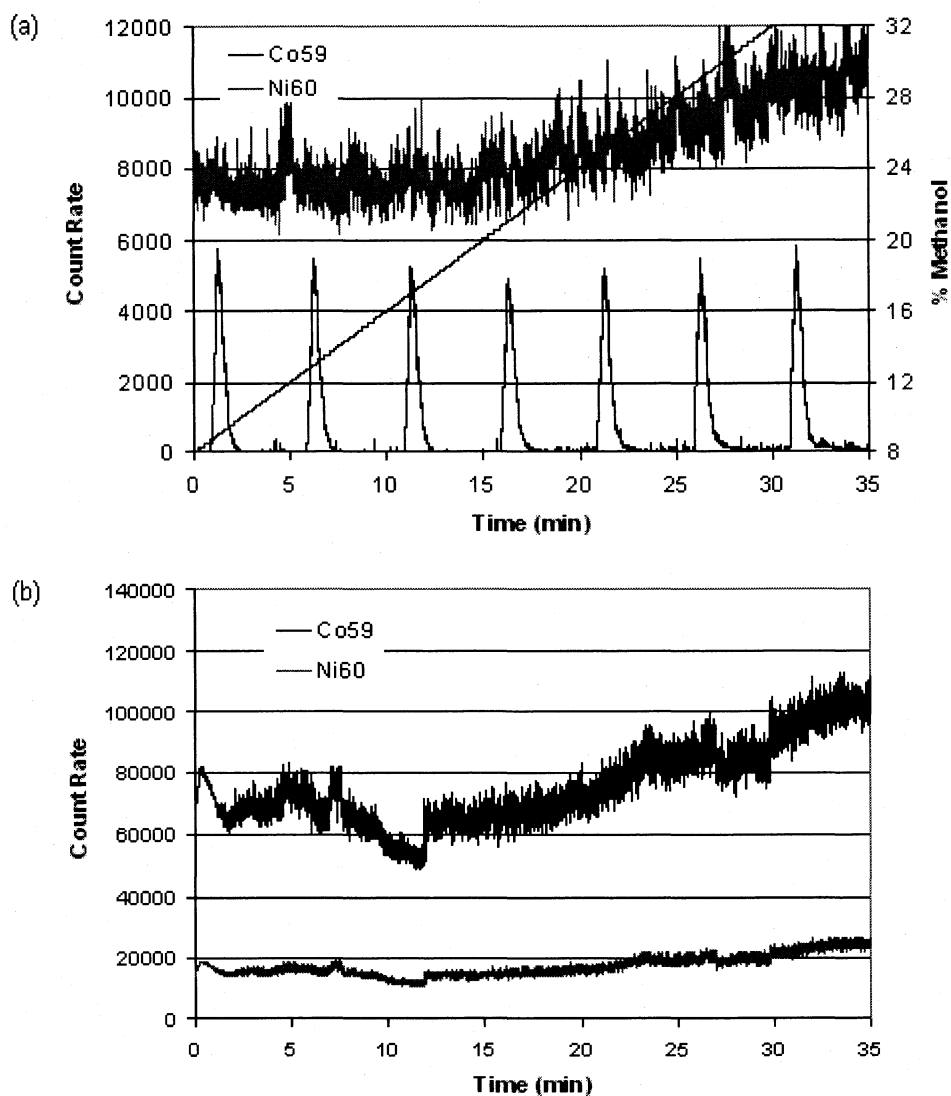 (a)
12000
10000
8000
6000
4000
2000
0
Count Rate
Co59
Ni60
32
28
24
20
16
12
8
% Methanol
0 5 10 15 20 25 30 35
Time (min)
(b)
140000
120000
100000
80000
60000
40000
20000
0
Count Rate
Co59
Ni60
0 5 10 15 20 25 30 35
Time (min)